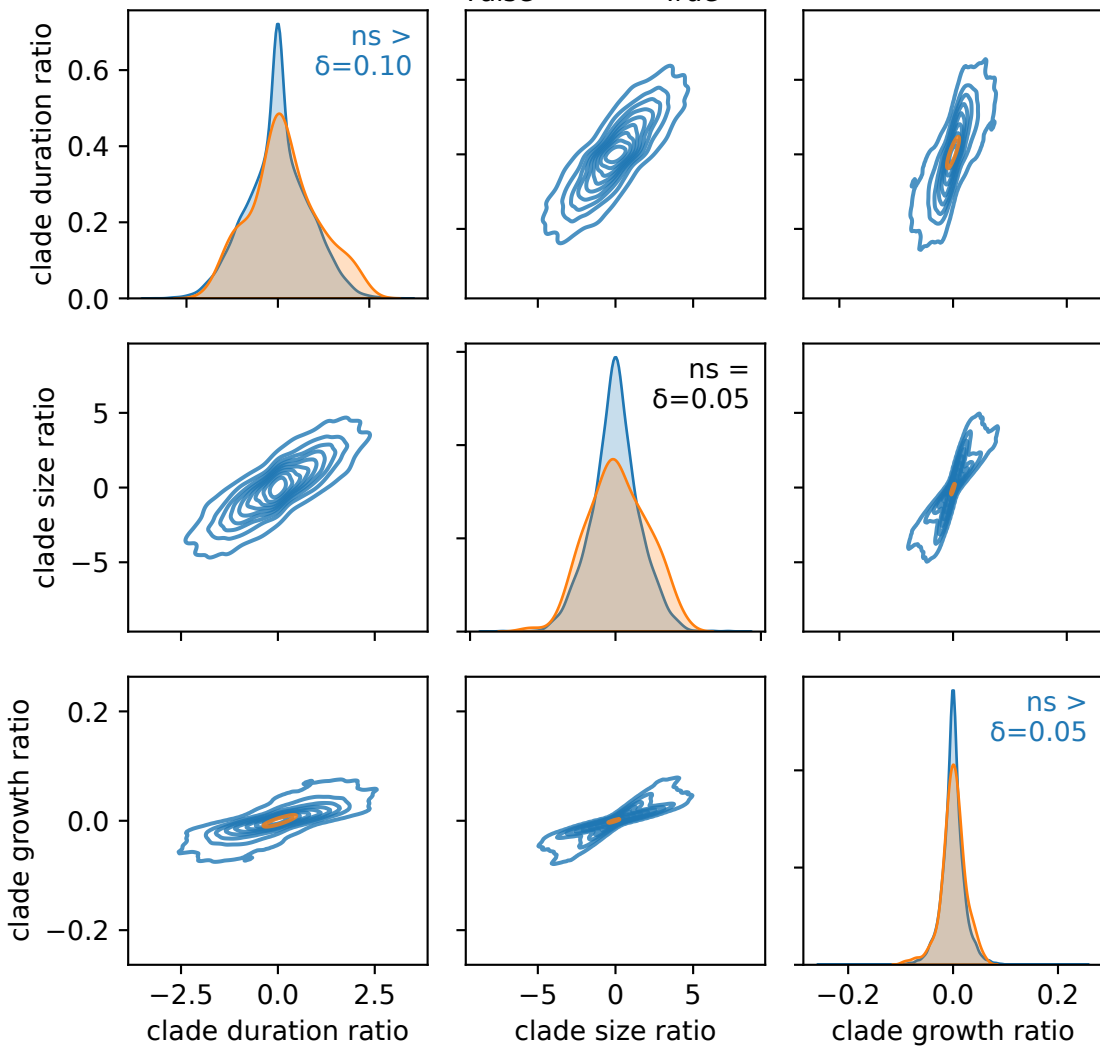 clade duration ratio
0.6
0.4
0.2
0.0
ns >
δ=0.10
clade size ratio
5
0
−5
ns =
δ=0.05
clade growth ratio
0.2
0.0
−0.2
ns >
δ=0.05
−2.5 0.0 2.5
−5 0 5
−0.2 0.0 0.2
clade duration ratio
clade size ratio
clade growth ratio